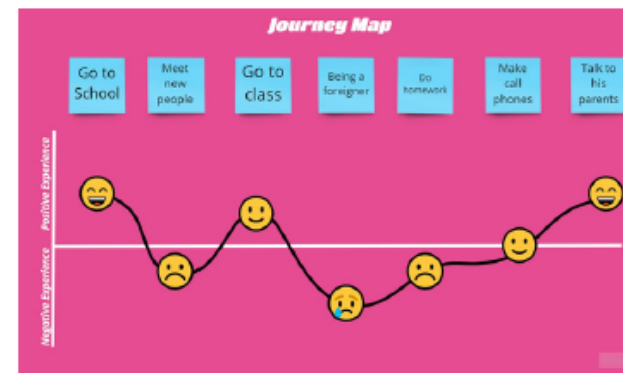 Journey Map
Go to
School
Meet
new
people
Go to
class
Being a
foreigner
Do
homework
Make
call
phones
Talk to
his
parents
Positive Experience
Negative Experience